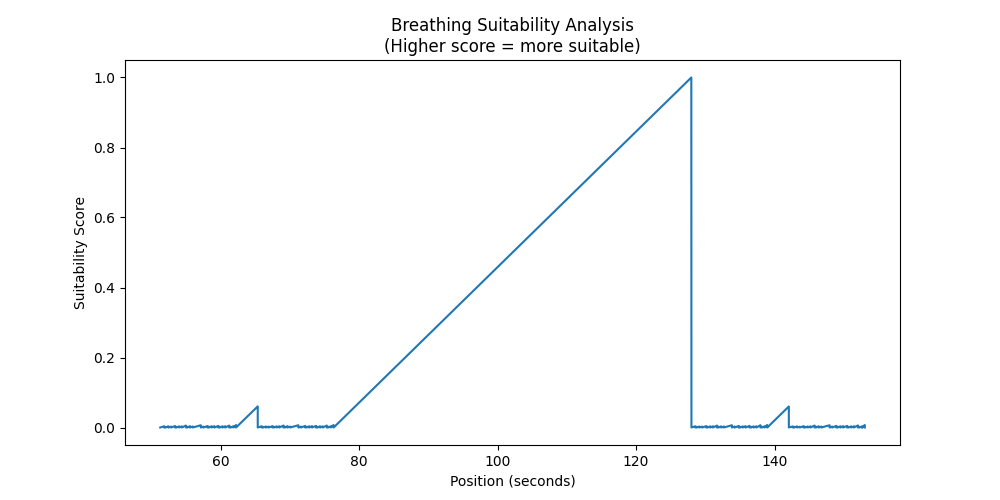 Breathing Suitability Analysis
(Higher score = more suitable)
1.0
0.8
0.6
0.4
0.2
0.0
Suitability Score
60
80
100
120
140
Position (seconds)